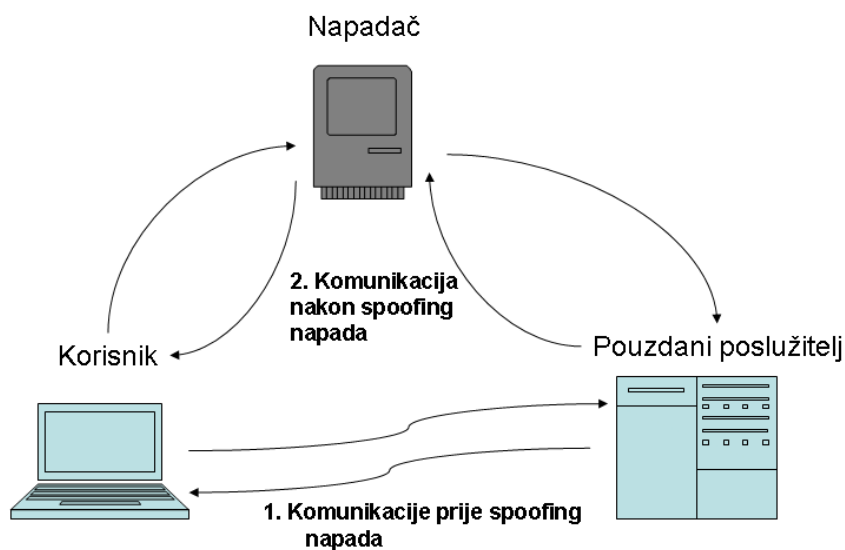 Napadač
2. Komunikacija
nakon spoofing
napada
Korisnik
Pouzdani poslužitelj
1. Komunikacije prije spoofing
napada